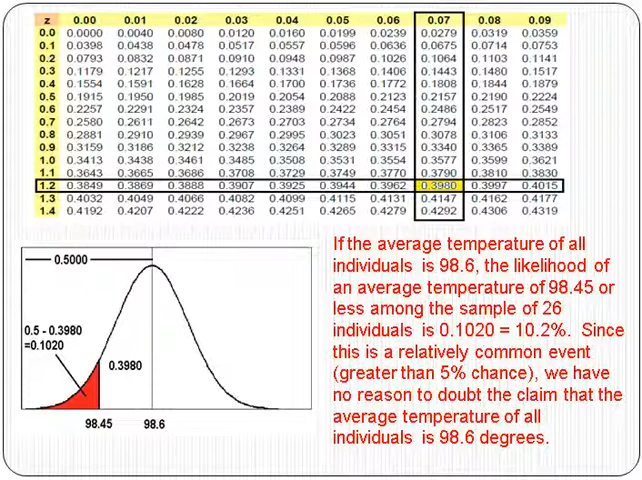 z 0.00 0.01 0.02 0.03 0.04 0.05 0.06 0.07 0.08 0.09
0.0 0.0000 0.0040 0.0080 0.0120 0.0160 0.0199 0.0239 0.0279 0.0319 0.0359
0.1 0.0398 0.0438 0.0478 0.0517 0.0557 0.0596 0.0636 0.0675 0.0714 0.0753
0.2 0.0793 0.0832 0.0871 0.0910 0.0948 0.0987 0.1026 0.1064 0.1103 0.1141
0.3 0.1179 0.1217 0.1255 0.1293 0.1331 0.1368 0.1406 0.1443 0.1480 0.1517
0.4 0.1554 0.1591 0.1628 0.1664 0.1700 0.1736 0.1772 0.1808 0.1844 0.1879
0.5 0.1915 0.1950 0.1985 0.2019 0.2054 0.2088 0.2123 0.2157 0.2190 0.2224
0.6 0.2257 0.2291 0.2324 0.2357 0.2389 0.2422 0.2454 0.2486 0.2517 0.2549
0.7 0.2580 0.2611 0.2642 0.2673 0.2703 0.2734 0.2764 0.2794 0.2823 0.2852
0.8 0.2881 0.2910 0.2939 0.2967 0.2995 0.3023 0.3051 0.3078 0.3106 0.3133
0.9 0.3159 0.3186 0.3212 0.3238 0.3264 0.3289 0.3315 0.3340 0.3365 0.3389
1.0 0.3413 0.3438 0.3461 0.3485 0.3508 0.3531 0.3554 0.3577 0.3599 0.3621
1.1 0.3643 0.3665 0.3686 0.3708 0.3729 0.3749 0.3770 0.3790 0.3810 0.3830
1.2 0.3849 0.3869 0.3888 0.3907 0.3925 0.3944 0.3962 0.3980 0.3997 0.4015
1.3 0.4032 0.4049 0.4066 0.4082 0.4099 0.4115 0.4131 0.4147 0.4162 0.4177
1.4 0.4192 0.4207 0.4222 0.4236 0.4251 0.4265 0.4279 0.4292 0.4306 0.4319
0.5000
0.5 - 0.3980
=0.1020
0.3980
98.45 98.6
If the average temperature of all
individuals is 98.6, the likelihood of
an average temperature of 98.45 or
less among the sample of 26
individuals is 0.1020 = 10.2%. Since
this is a relatively common event
(greater than 5% chance), we have
no reason to doubt the claim that the
average temperature of all
individuals is 98.6 degrees.